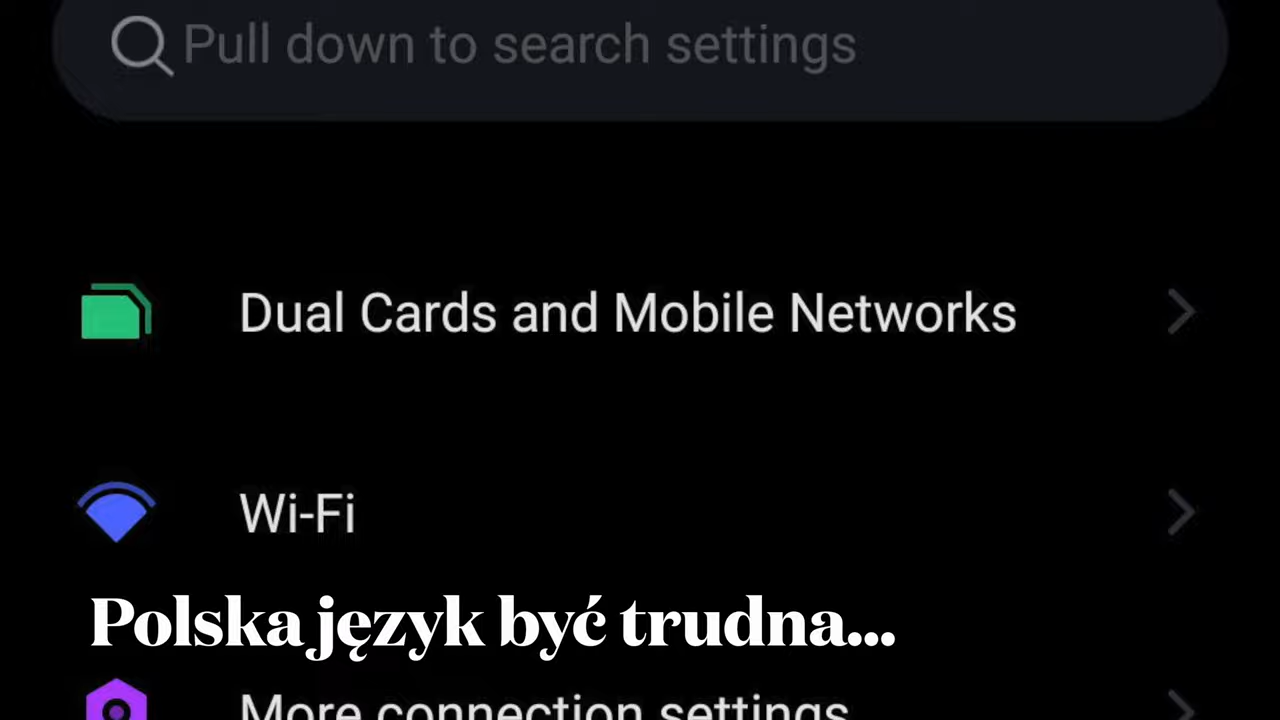 Pull down to search settings
Dual Cards and Mobile Networks
Wi-Fi
Polska język być trudna...
More connection settings